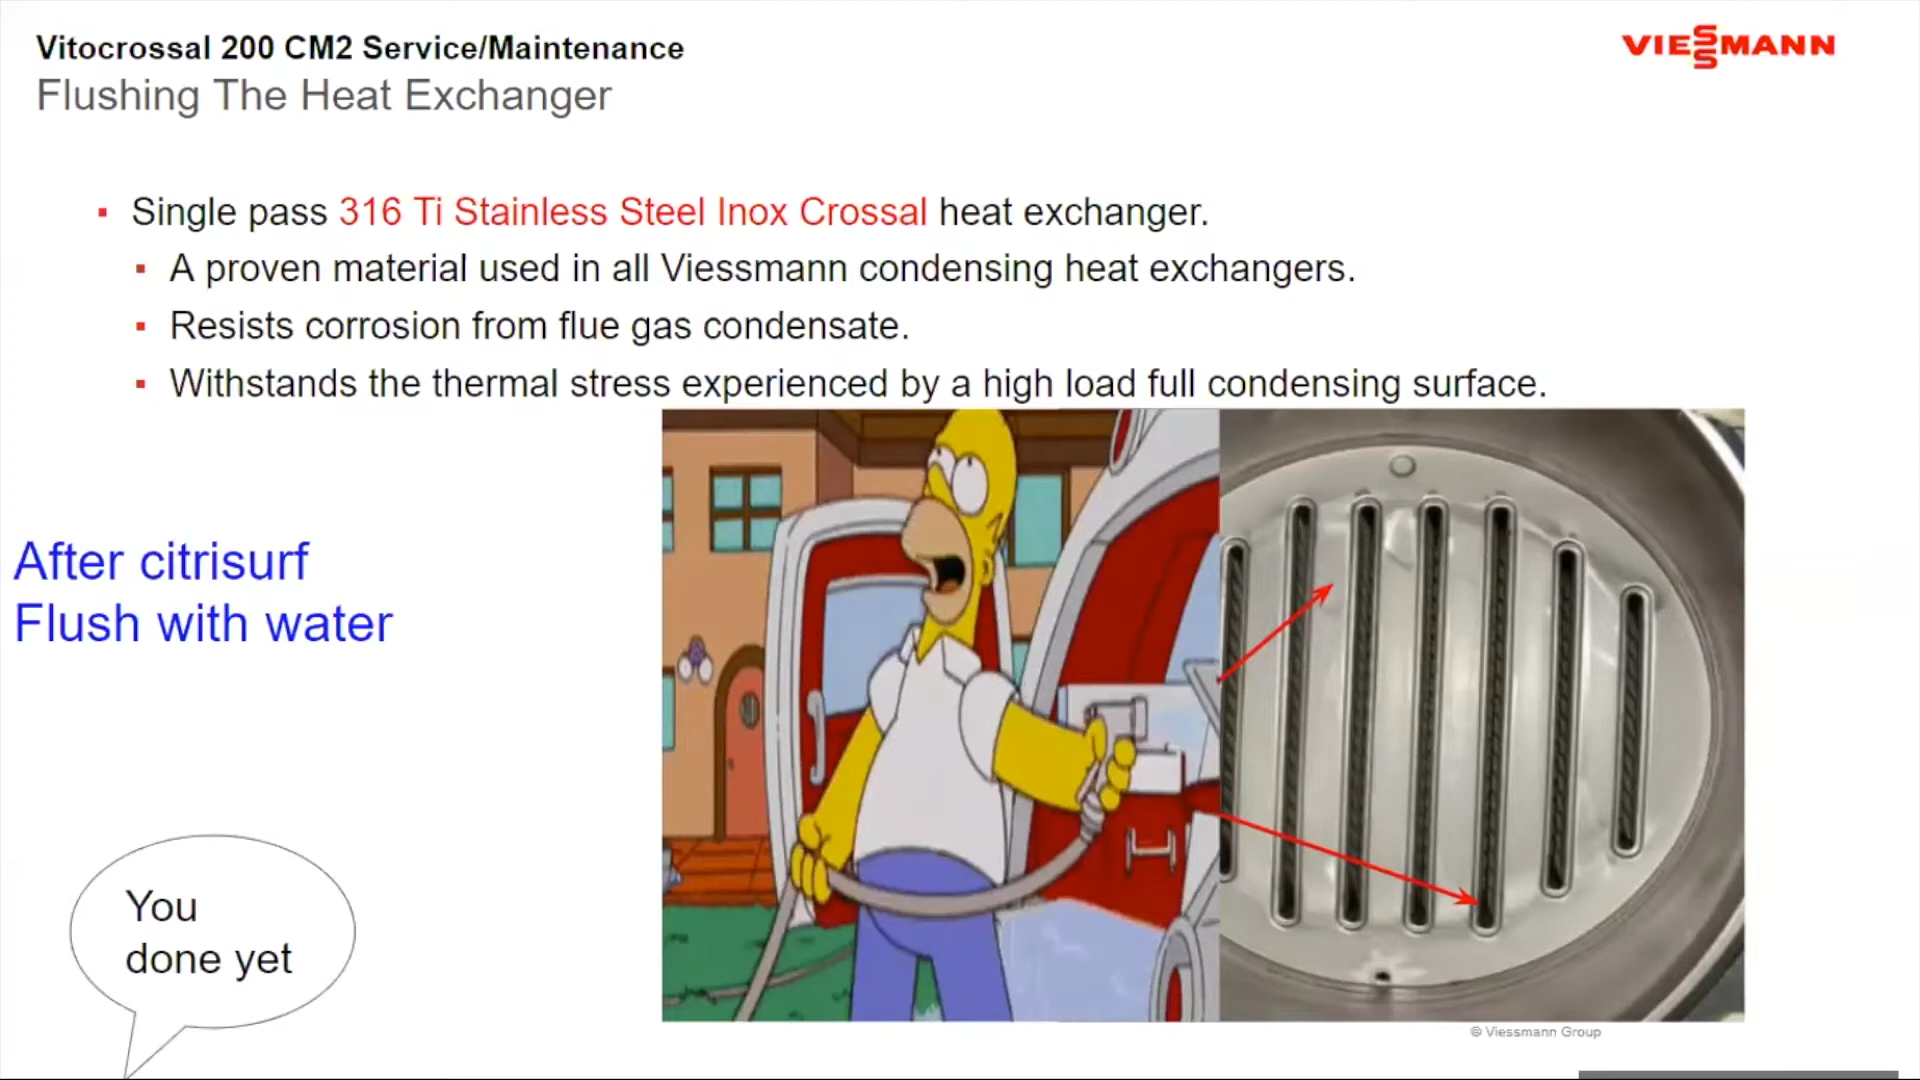 Vitocrossal 200 CM2 Service/Maintenance
VIESSMANN
Flushing The Heat Exchanger
Single pass 316 Ti Stainless Steel Inox Crossal heat exchanger.
A proven material used in all Viessmann condensing heat exchangers.
Resists corrosion from flue gas condensate.
Withstands the thermal stress experienced by a high load full condensing surface.
After citrisurf
Flush with water
You
done yet
© Viessmann Group